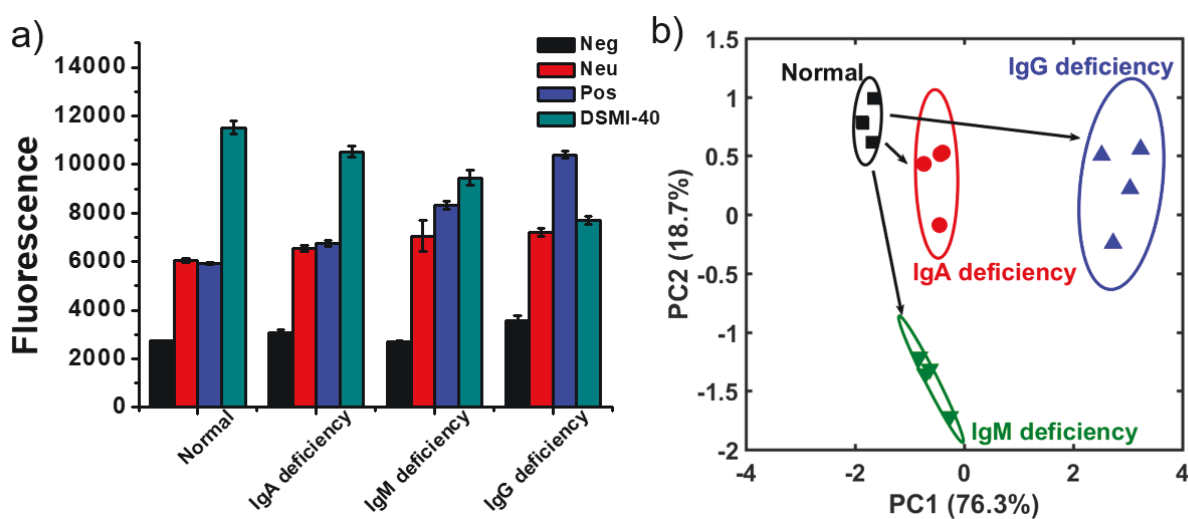 a)
Fluorescence
14000
12000
10000
8000
6000
4000
2000
0
Neg
Neu
Pos
DSMI-40
Normal
IgA deficiency
IgM deficiency
IgG deficiency
b)
PC2 (18.7%)
1.5
1
0.5
0
-0.5
-1
-1.5
-2
Normal
IgG deficiency
IgA deficiency
IgM deficiency
-4
-2
0
2
4
PC1 (76.3%)